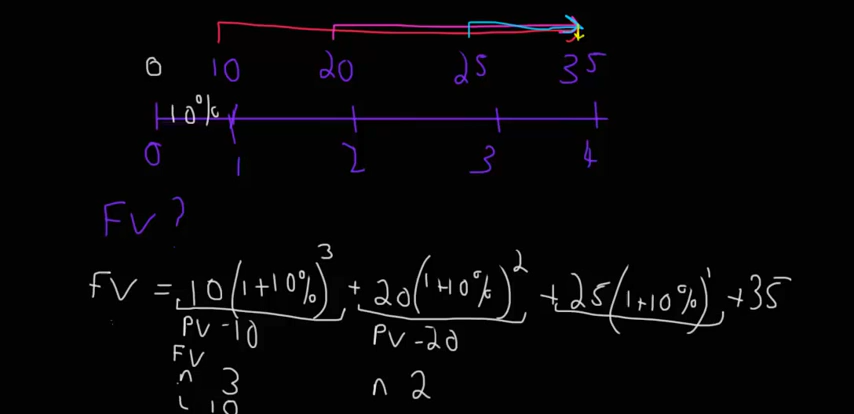 0 10 20 25 35
10%
0 1 2 3 4
FV ?
FV = 10(1+10%)³ + 20(1+10%)² + 25(1+10%)¹ + 35
PV -10 PV -20
FV
n 3 n 2
i 10